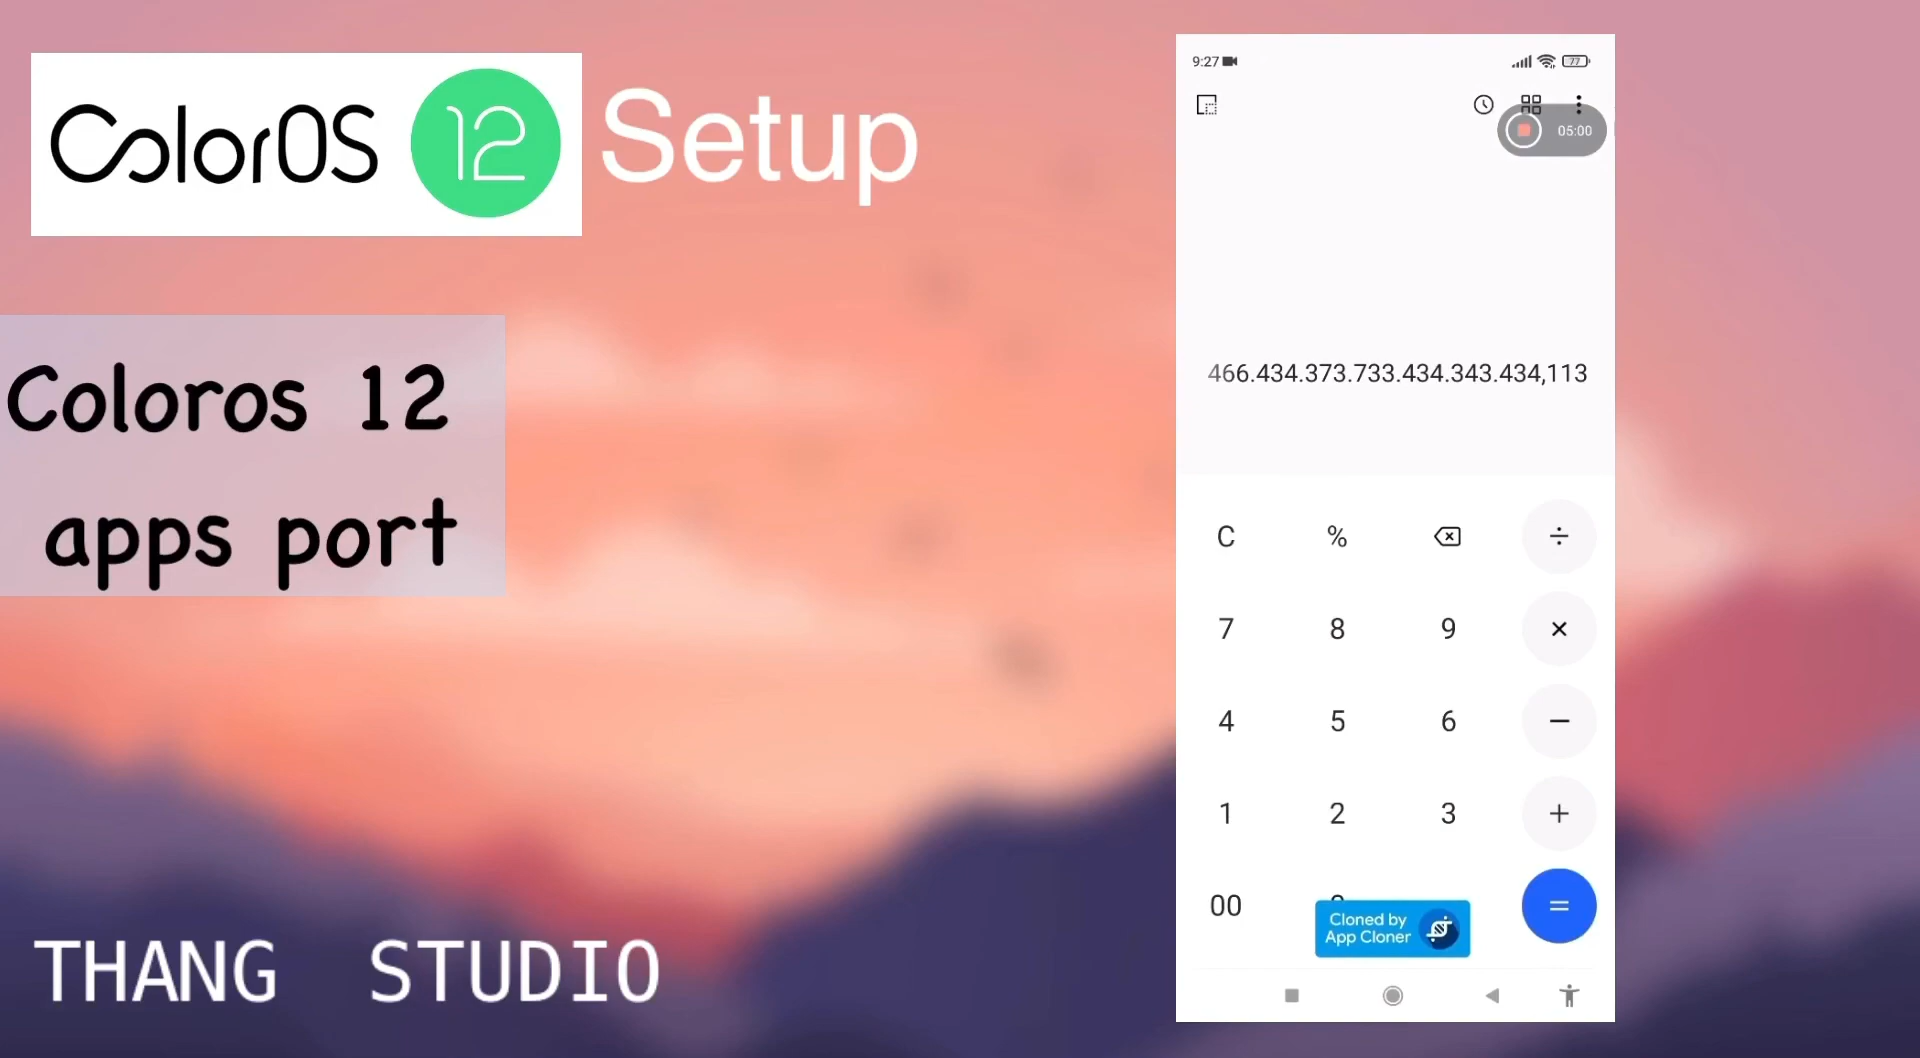 ColorOS 12 Setup
Coloros 12
apps port
THANG STUDIO
9:27
77
05:00
466.434.373.733.434.343.434,113
C % ÷
7 8 9 ×
4 5 6 −
1 2 3 +
00 =
Cloned by
App Cloner